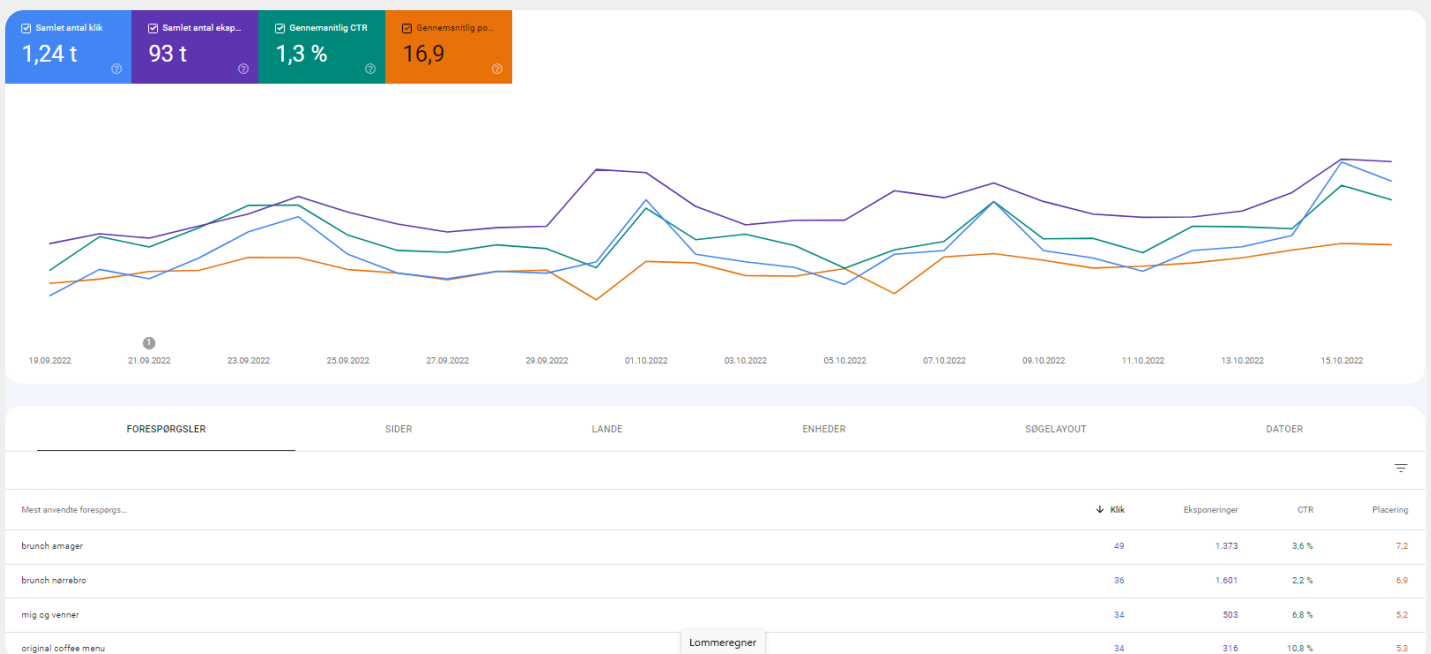 Samlet antal klik Samlet antal eksp... Gennemsnitlig CTR Gennemsnitlig po...
1,24 t 93 t 1,3 % 16,9
1
19.09.2022 21.09.2022 23.09.2022 25.09.2022 27.09.2022 29.09.2022 01.10.2022 03.10.2022 05.10.2022 07.10.2022 09.10.2022 11.10.2022 13.10.2022 15.10.2022
FORESPØRGSLER SIDER LANDE ENHEDER SØGELAYOUT DATOER
Mest anvendte forespørgs... Klik Eksponeringer CTR Placering
brunch amager 49 1.373 3,6 % 7,2
brunch nørrebro 36 1.601 2,2 % 6,9
mig og venner 34 503 6,8 % 5,2
Lommeregner
original coffee menu 34 316 10,8 % 5,3